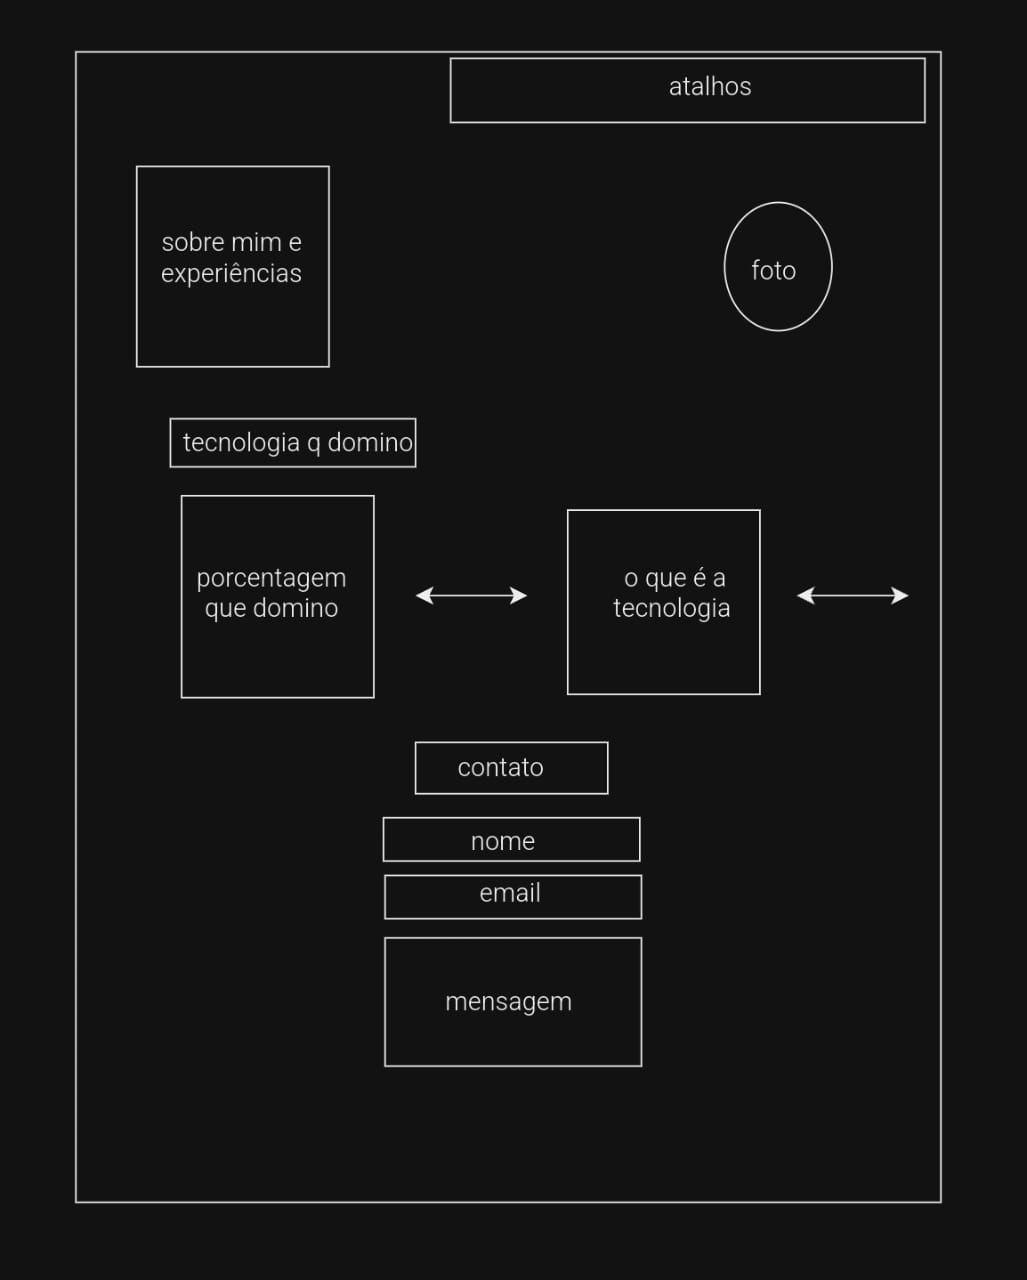 atalhos
sobre mim e
experiências
foto
tecnologia q domino
porcentagem
que domino
o que é a
tecnologia
contato
nome
email
mensagem